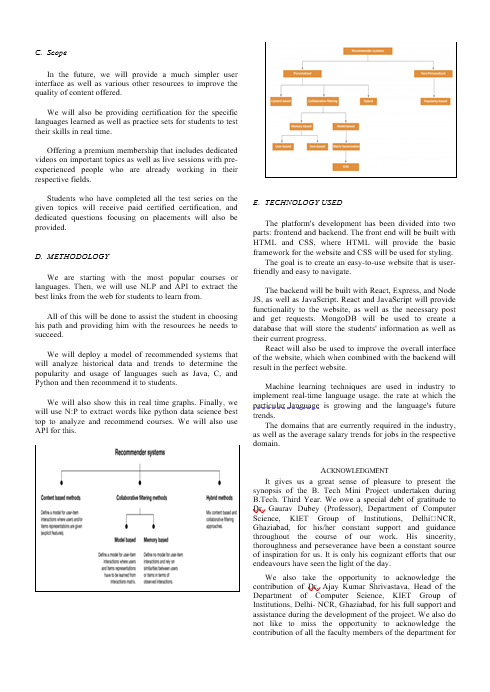 C. Scope
In the future, we will provide a much simpler user
interface as well as various other resources to improve the
quality of content offered.
We will also be providing certification for the specific
languages learned as well as practice sets for students to test
their skills in real time.
Offering a premium membership that includes dedicated
videos on important topics as well as live sessions with pre-
experienced people who are already working in their
respective fields.
Students who have completed all the test series on the
given topics will receive paid certified certification, and
dedicated questions focusing on placements will also be
provided.
D. METHODOLOGY
We are starting with the most popular courses or
languages. Then, we will use NLP and API to extract the
best links from the web for students to learn from.
All of this will be done to assist the student in choosing
his path and providing him with the resources he needs to
succeed.
We will deploy a model of recommended systems that
will analyze historical data and trends to determine the
popularity and usage of languages such as Java, C, and
Python and then recommend it to students.
We will also show this in real time graphs. Finally, we
will use N:P to extract words like python data science best
top to analyze and recommend courses. We will also use
API for this.
Recommender systems
Content based methods
Collaborative filtering methods
Hybrid methods
Define a model for user-item
interactions where users and/or
items representations are given
(explicit features).
Mix content based and
collaborative filtering
approaches.
Model based
Memory based
Define a model for user-item
interactions where users and
items representations
have to be learned from
interactions matrix.
Define no model for user-item
interactions and rely on
similarities between users
or items in terms of
observed interactions.
Recommender systems
Personalized
Non-Personalized
Content based
Collaborative filtering
Hybrid
Popularity based
Memory based
Model based
User based
Item based
Matrix factorization
SVD
E. TECHNOLOGY USED
The platform's development has been divided into two
parts: frontend and backend. The front end will be built with
HTML and CSS, where HTML will provide the basic
framework for the website and CSS will be used for styling.
The goal is to create an easy-to-use website that is user-
friendly and easy to navigate.
The backend will be built with React, Express, and Node
JS, as well as JavaScript. React and JavaScript will provide
functionality to the website, as well as the necessary post
and get requests. MongoDB will be used to create a
database that will store the students' information as well as
their current progress.
React will also be used to improve the overall interface
of the website, which when combined with the backend will
result in the perfect website.
Machine learning techniques are used in industry to
implement real-time language usage. the rate at which the
particular language is growing and the language's future
trends.
The domains that are currently required in the industry,
as well as the average salary trends for jobs in the respective
domain.
ACKNOWLEDGMENT
It gives us a great sense of pleasure to present the
synopsis of the B. Tech Mini Project undertaken during
B.Tech. Third Year. We owe a special debt of gratitude to
Dr. Gaurav Dubey (Professor), Department of Computer
Science, KIET Group of Institutions, Delhi□NCR,
Ghaziabad, for his/her constant support and guidance
throughout the course of our work. His sincerity,
thoroughness and perseverance have been a constant source
of inspiration for us. It is only his cognizant efforts that our
endeavours have seen the light of the day.
We also take the opportunity to acknowledge the
contribution of Dr. Ajay Kumar Shrivastava, Head of the
Department of Computer Science, KIET Group of
Institutions, Delhi- NCR, Ghaziabad, for his full support and
assistance during the development of the project. We also do
not like to miss the opportunity to acknowledge the
contribution of all the faculty members of the department for